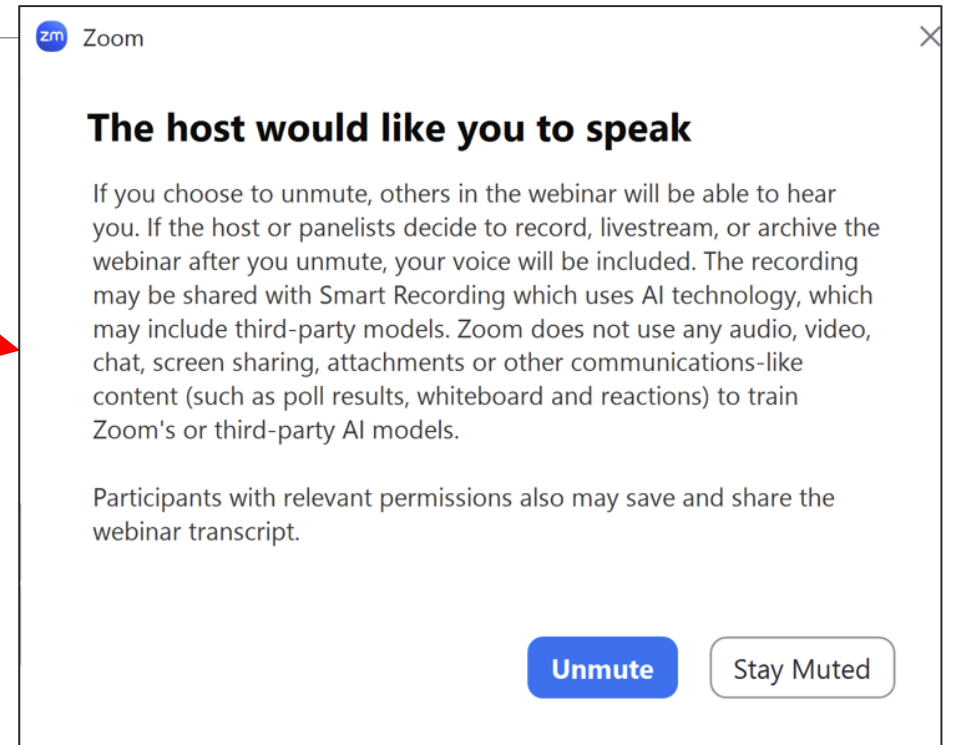 zm Zoom
The host would like you to speak
If you choose to unmute, others in the webinar will be able to hear
you. If the host or panelists decide to record, livestream, or archive the
webinar after you unmute, your voice will be included. The recording
may be shared with Smart Recording which uses AI technology, which
may include third-party models. Zoom does not use any audio, video,
chat, screen sharing, attachments or other communications-like
content (such as poll results, whiteboard and reactions) to train
Zoom's or third-party AI models.
Participants with relevant permissions also may save and share the
webinar transcript.
Unmute Stay Muted